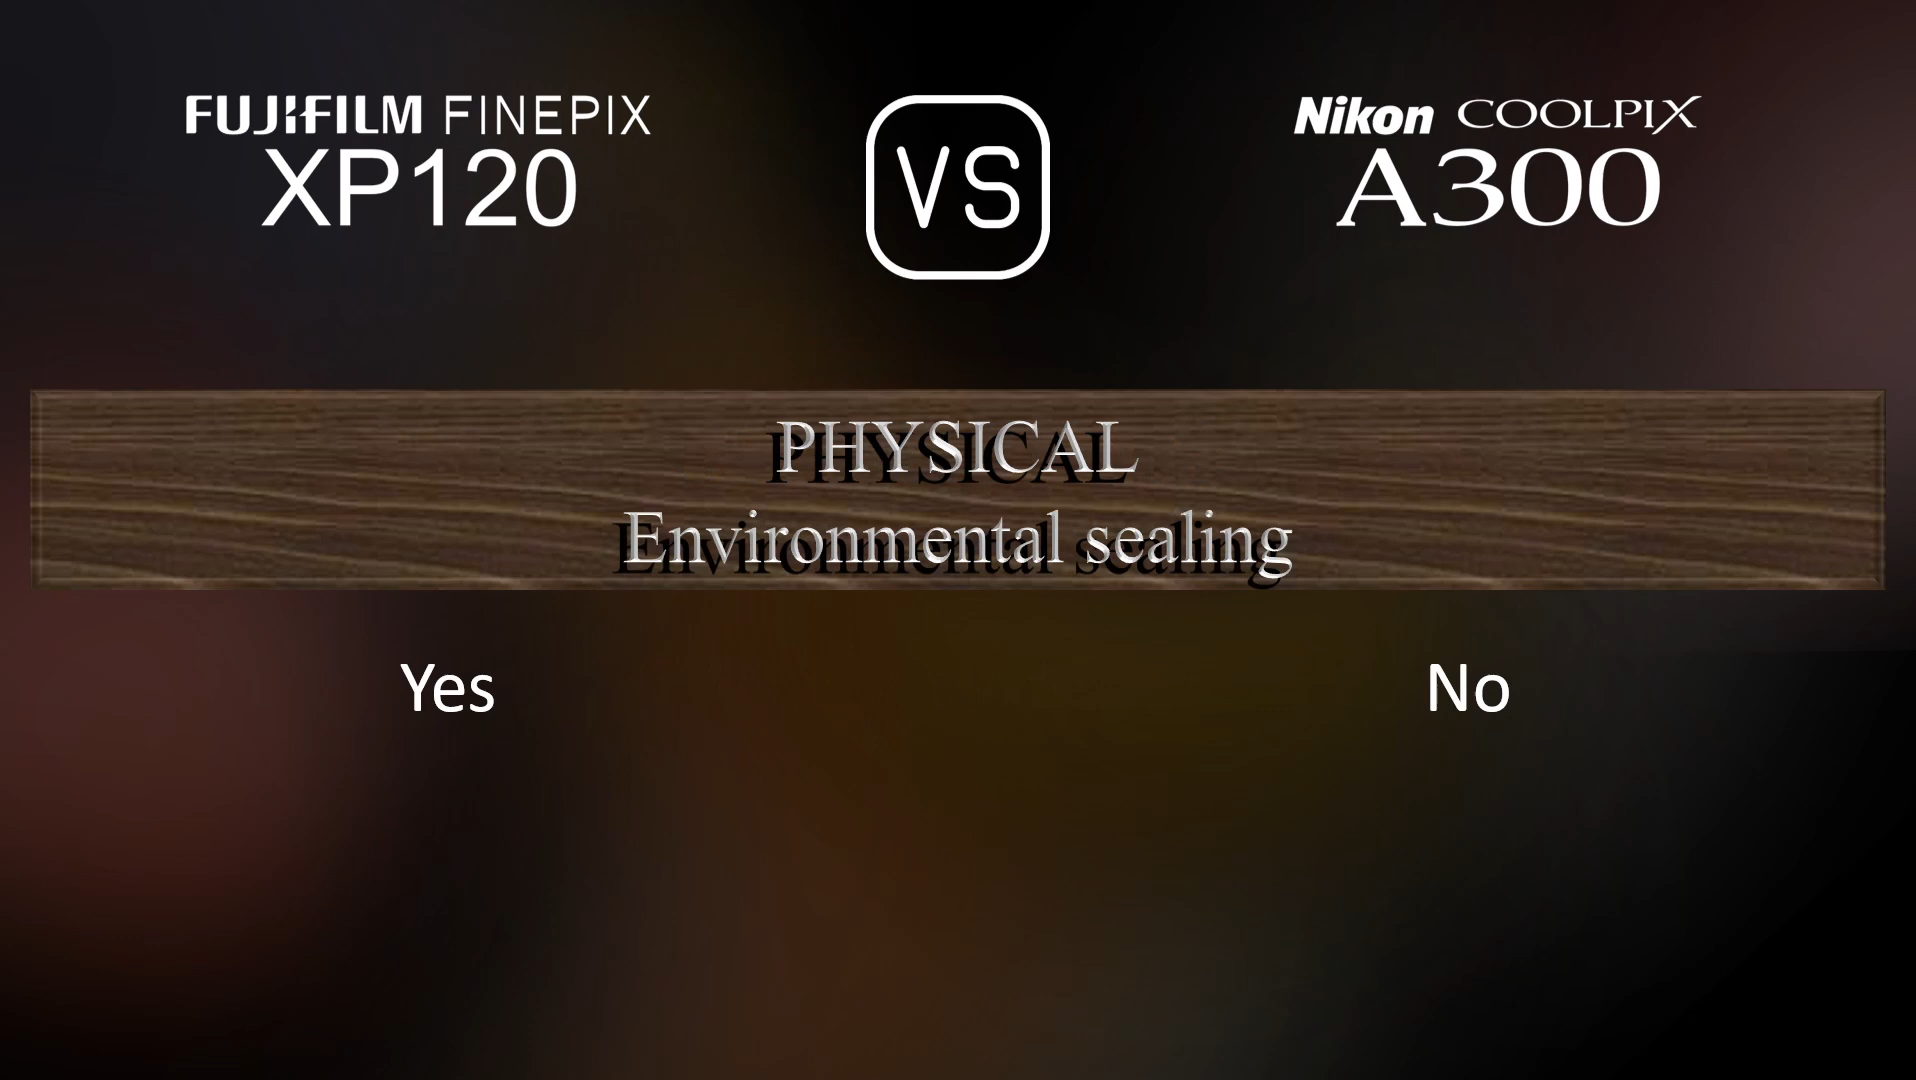 FUJIFILM FINEPIX
XP120
VS
Nikon COOLPIX
A300
PHYSICAL
Environmental sealing
Yes
No